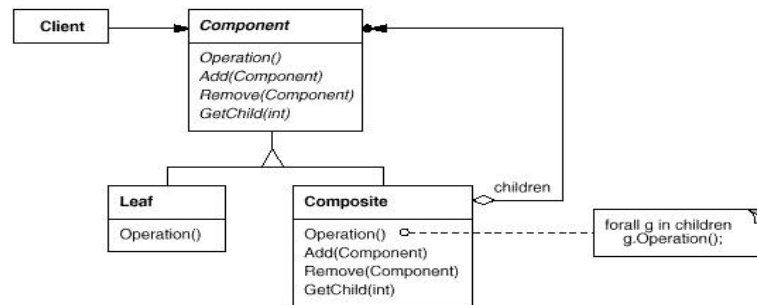 Client
Component
Operation()
Add(Component)
Remove(Component)
GetChild(int)
children
Leaf
Operation()
Composite
Operation()
Add(Component)
Remove(Component)
GetChild(int)
forall g in children
g.Operation();